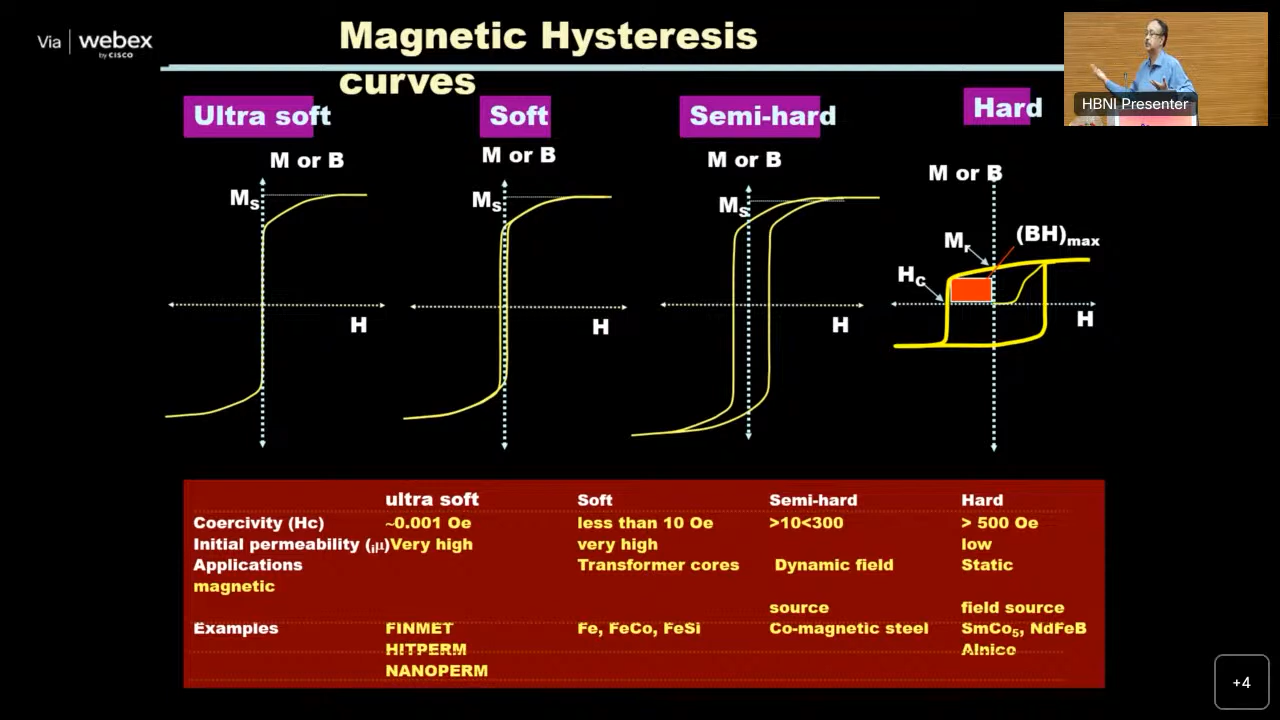 Via | webex
by CISCO
Magnetic Hysteresis
curves
HBNI Presenter
Ultra soft
Soft
Semi-hard
Hard
M or B
M or B
M or B
M or B
Ms
Ms
Ms
Mr
(BH)max
Hc
H
H
H
H
ultra soft Soft Semi-hard Hard
Coercivity (Hc) ~0.001 Oe less than 10 Oe >10<300 > 500 Oe
Initial permeability (iμ) Very high very high low
Applications Transformer cores Dynamic field Static
magnetic
source field source
Examples FINMET Fe, FeCo, FeSi Co-magnetic steel SmCo5, NdFeB
HITPERM Alnico
NANOPERM
+4